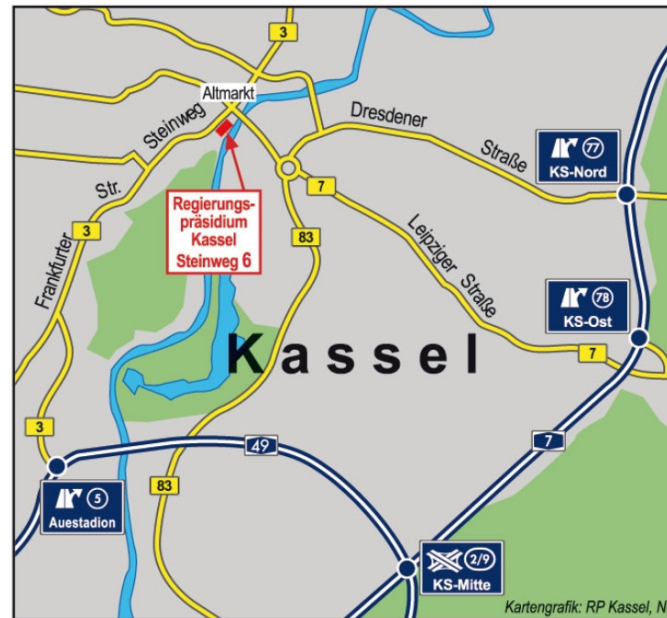 3
Altmarkt
Steinweg
Dresdener
Straße
77
KS-Nord
Regierungs-
präsidium
Kassel
Steinweg 6
7
Str.
3
Frankfurter
83
Leipziger
Straße
78
KS-Ost
Kassel
7
3
49
7
5
Auestadion
83
2/9
KS-Mitte
Kartengrafik: RP Kassel, N